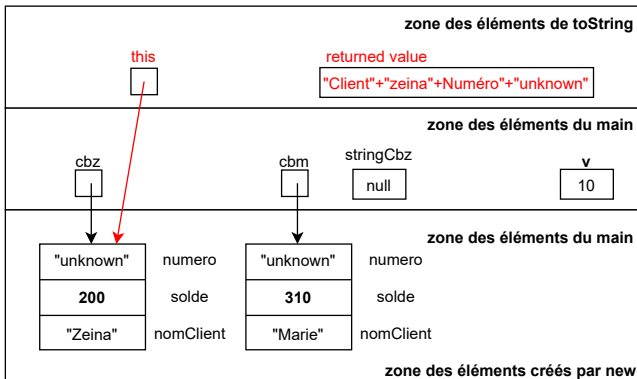 zone des éléments de toString
this
returned value
"Client"+"zeina"+Numéro"+"unknown"
zone des éléments du main
cbz
cbm
stringCbz
v
null
10
zone des éléments du main
"unknown" numero
"unknown" numero
200 solde
310 solde
"Zeina" nomClient
"Marie" nomClient
zone des éléments créés par new